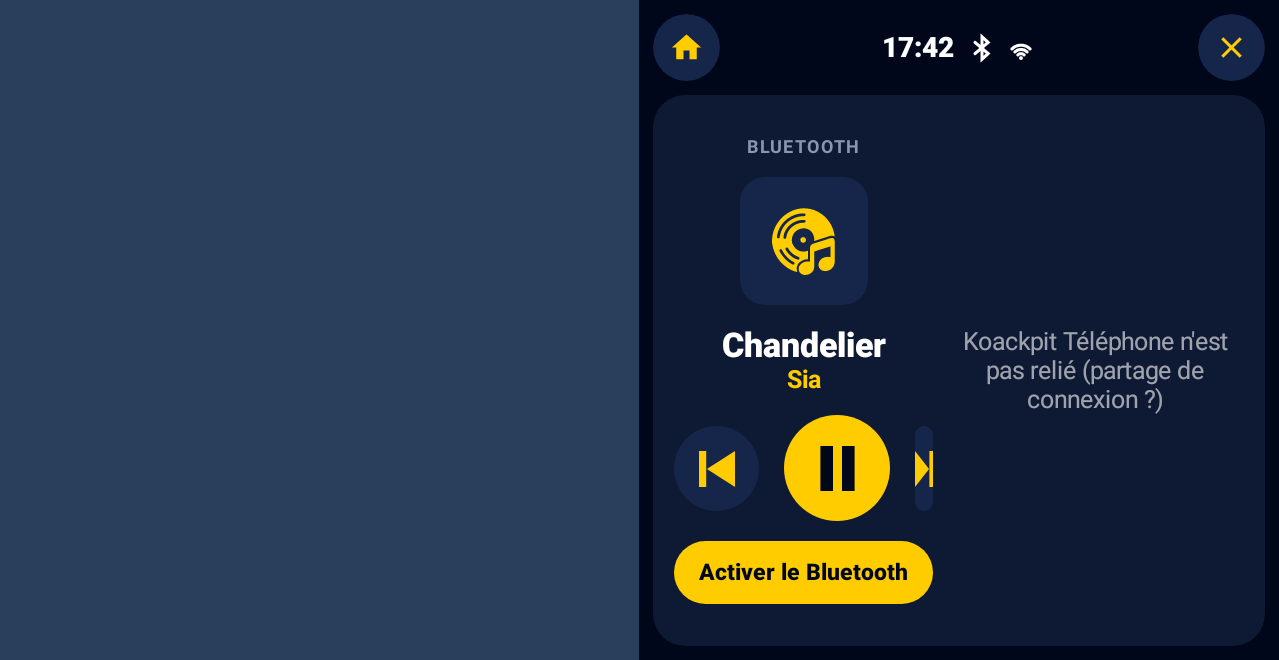 17:42
BLUETOOTH
Chandelier
Sia
Activer le Bluetooth
Koackpit Téléphone n'est
pas relié (partage de
connexion ?)